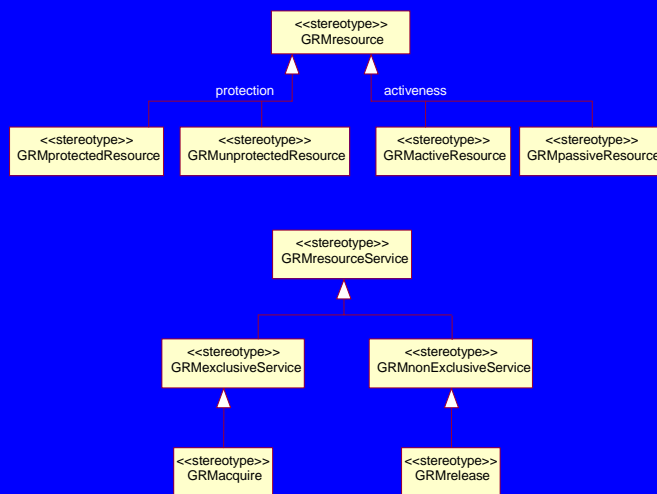 <<stereotype>>
GRMresource
protection
activeness
<<stereotype>>
GRMprotectedResource
<<stereotype>>
GRMunprotectedResource
<<stereotype>>
GRMactiveResource
<<stereotype>>
GRMpassiveResource
<<stereotype>>
GRMresourceService
<<stereotype>>
GRMexclusiveService
<<stereotype>>
GRMnonExclusiveService
<<stereotype>>
GRMacquire
<<stereotype>>
GRMrelease